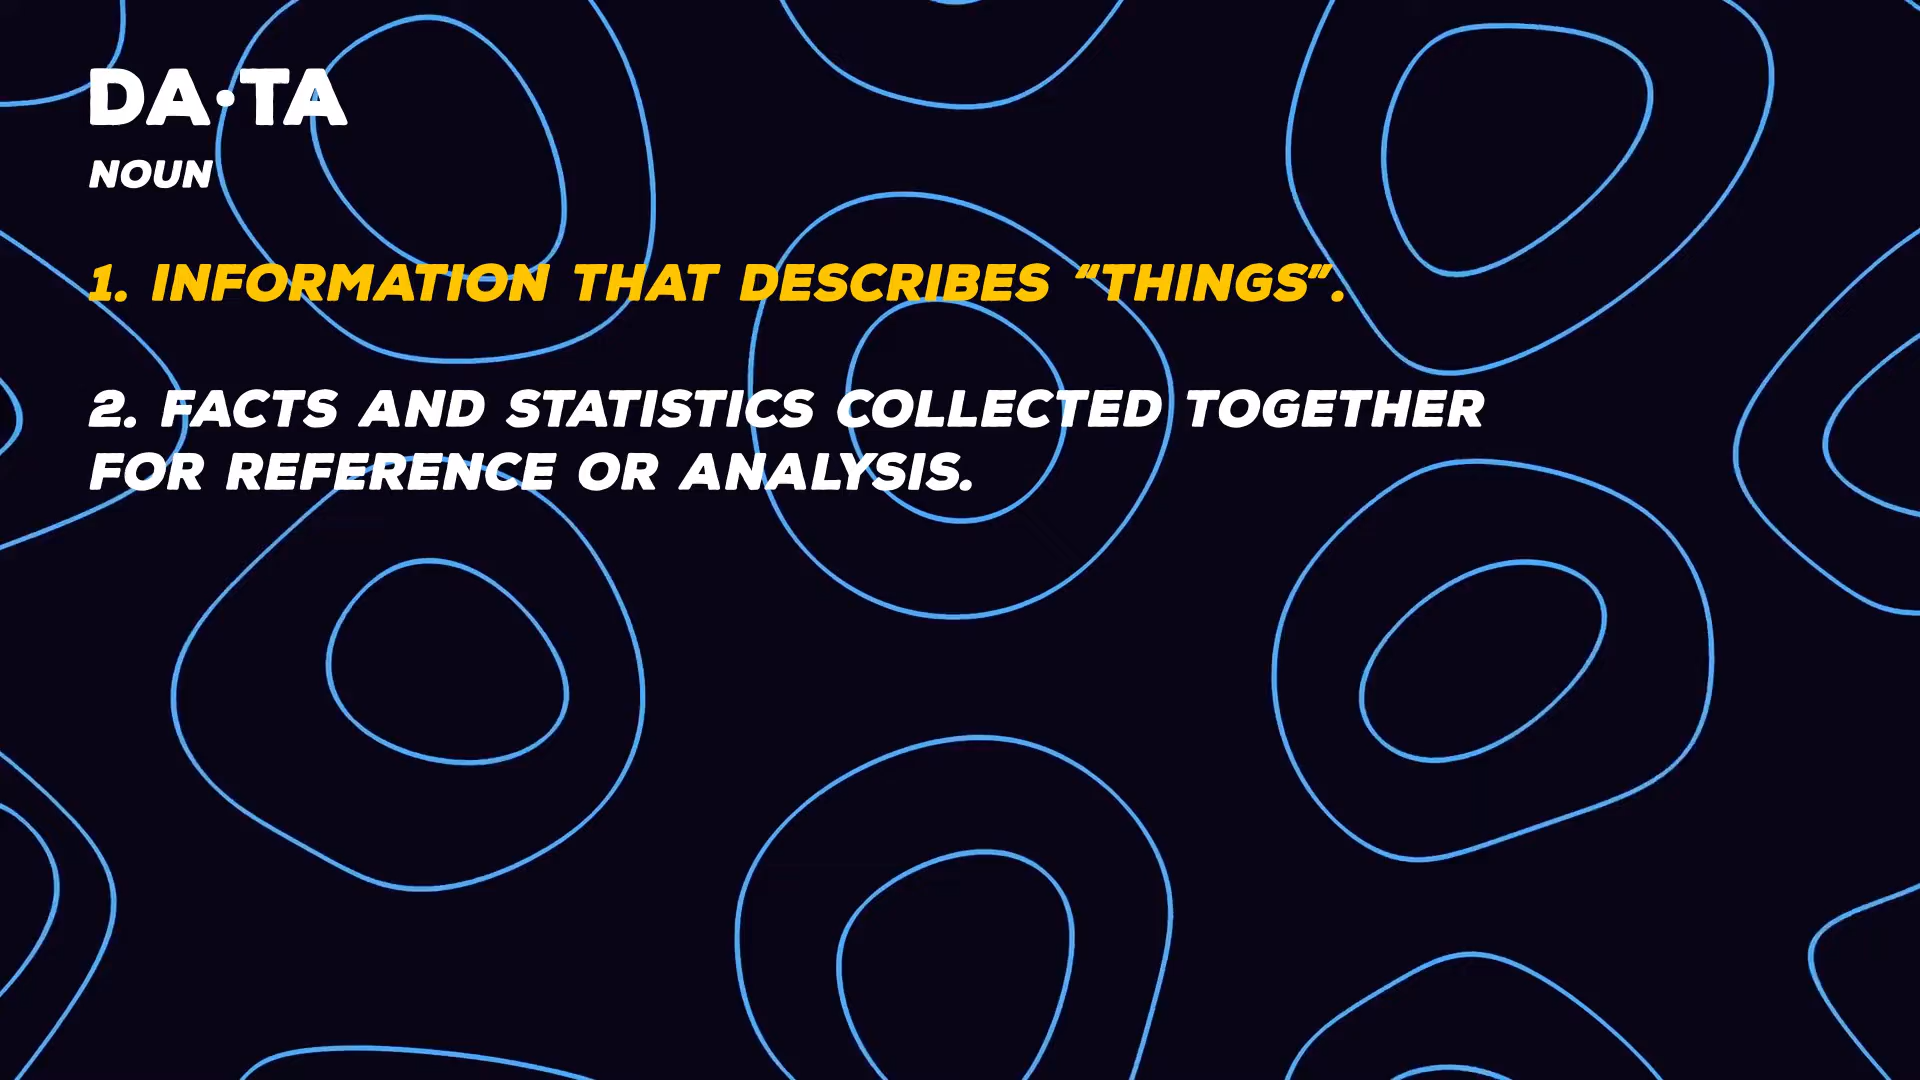 DA·TA
NOUN
1. INFORMATION THAT DESCRIBES “THINGS”.
2. FACTS AND STATISTICS COLLECTED TOGETHER
FOR REFERENCE OR ANALYSIS.